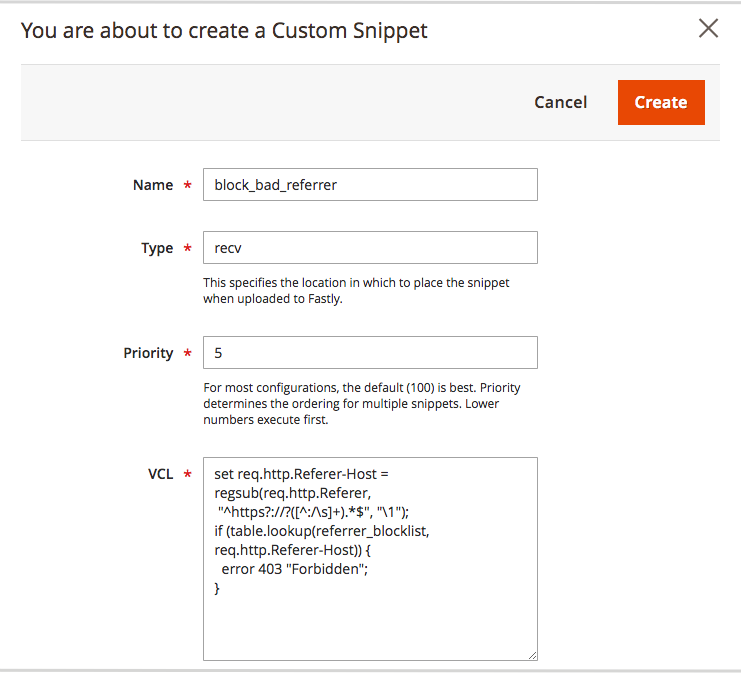 You are about to create a Custom Snippet
Cancel
Create
Name *
block_bad_referrer
Type *
recv
This specifies the location in which to place the snippet
when uploaded to Fastly.
Priority *
5
For most configurations, the default (100) is best. Priority
determines the ordering for multiple snippets. Lower
numbers execute first.
VCL *
set req.http.Referer-Host =
regsub(req.http.Referer,
"^https?://?([^:/\s]+).*$", "\1");
if (table.lookup(referrer_blocklist,
req.http.Referer-Host)) {
error 403 "Forbidden";
}